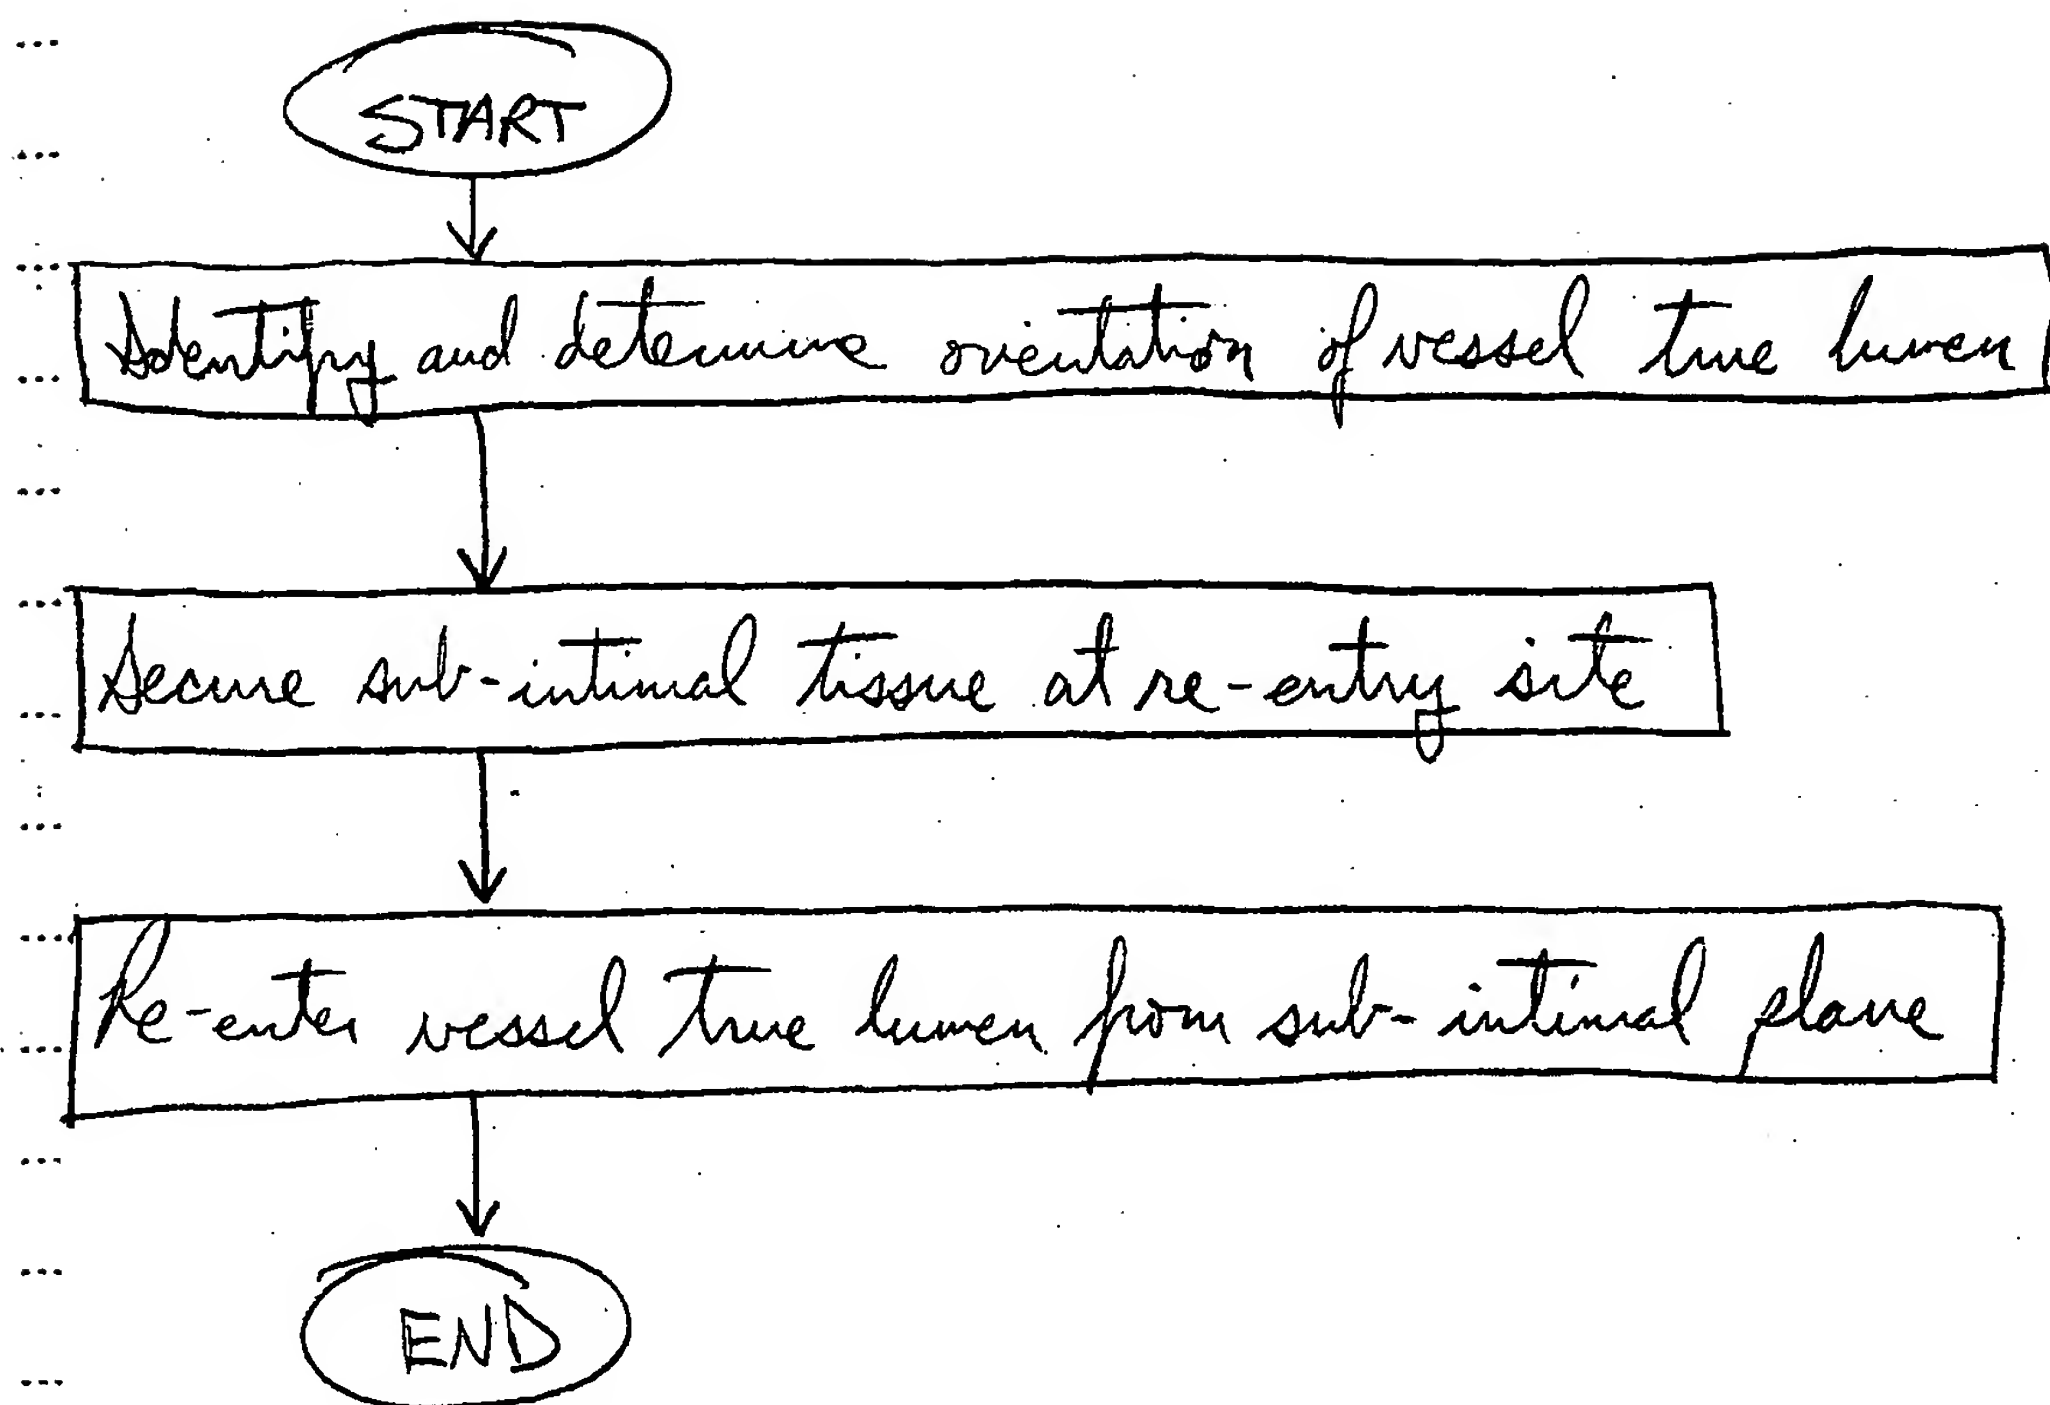 START
Identify and determine orientation of vessel true lumen
Secure sub-intimal tissue at re-entry site
Re-enter vessel true lumen from sub-intimal plane
END